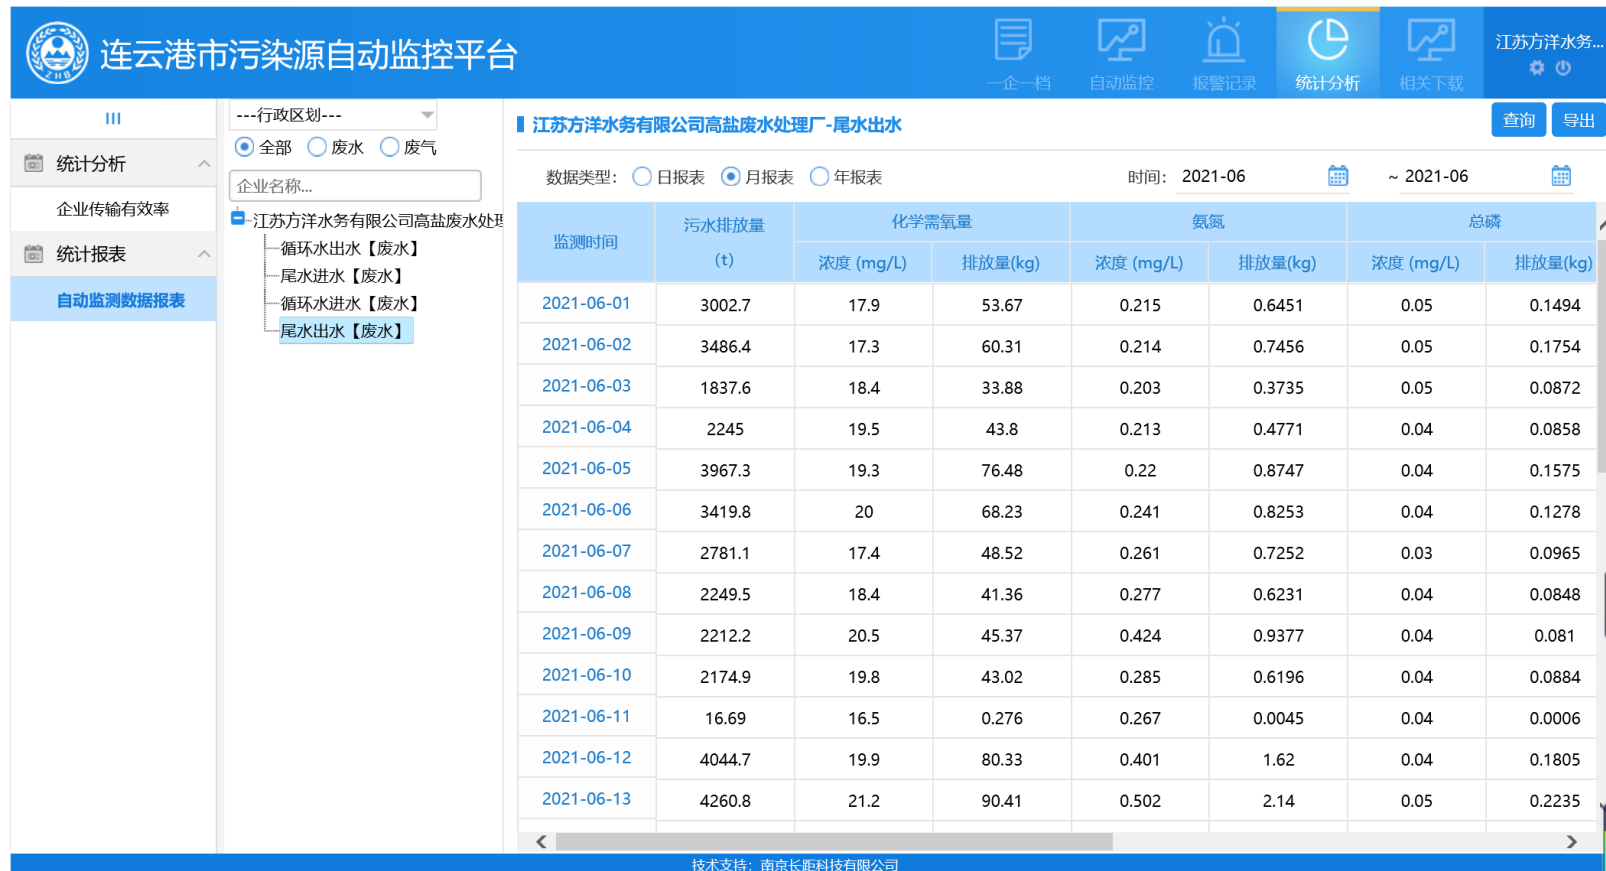 连云港市污染源自动监控平台
ZHB
一企一档 自动监控 报警记录 统计分析 相关下载
江苏方洋水务...
---行政区划---
全部 废水 废气
企业名称...
统计分析
企业传输有效率
统计报表
自动监测数据报表
江苏方洋水务有限公司高盐废水处理
循环水出水【废水】
尾水进水【废水】
循环水进水【废水】
尾水出水【废水】
江苏方洋水务有限公司高盐废水处理厂-尾水出水
查询 导出
数据类型： 日报表 月报表 年报表 时间： 2021-06 ~ 2021-06
监测时间 污水排放量 (t) 化学需氧量 氨氮 总磷
浓度 (mg/L) 排放量(kg) 浓度 (mg/L) 排放量(kg) 浓度 (mg/L) 排放量(kg)
2021-06-01 3002.7 17.9 53.67 0.215 0.6451 0.05 0.1494
2021-06-02 3486.4 17.3 60.31 0.214 0.7456 0.05 0.1754
2021-06-03 1837.6 18.4 33.88 0.203 0.3735 0.05 0.0872
2021-06-04 2245 19.5 43.8 0.213 0.4771 0.04 0.0858
2021-06-05 3967.3 19.3 76.48 0.22 0.8747 0.04 0.1575
2021-06-06 3419.8 20 68.23 0.241 0.8253 0.04 0.1278
2021-06-07 2781.1 17.4 48.52 0.261 0.7252 0.03 0.0965
2021-06-08 2249.5 18.4 41.36 0.277 0.6231 0.04 0.0848
2021-06-09 2212.2 20.5 45.37 0.424 0.9377 0.04 0.081
2021-06-10 2174.9 19.8 43.02 0.285 0.6196 0.04 0.0884
2021-06-11 16.69 16.5 0.276 0.267 0.0045 0.04 0.0006
2021-06-12 4044.7 19.9 80.33 0.401 1.62 0.04 0.1805
2021-06-13 4260.8 21.2 90.41 0.502 2.14 0.05 0.2235
技术支持：南京长距科技有限公司